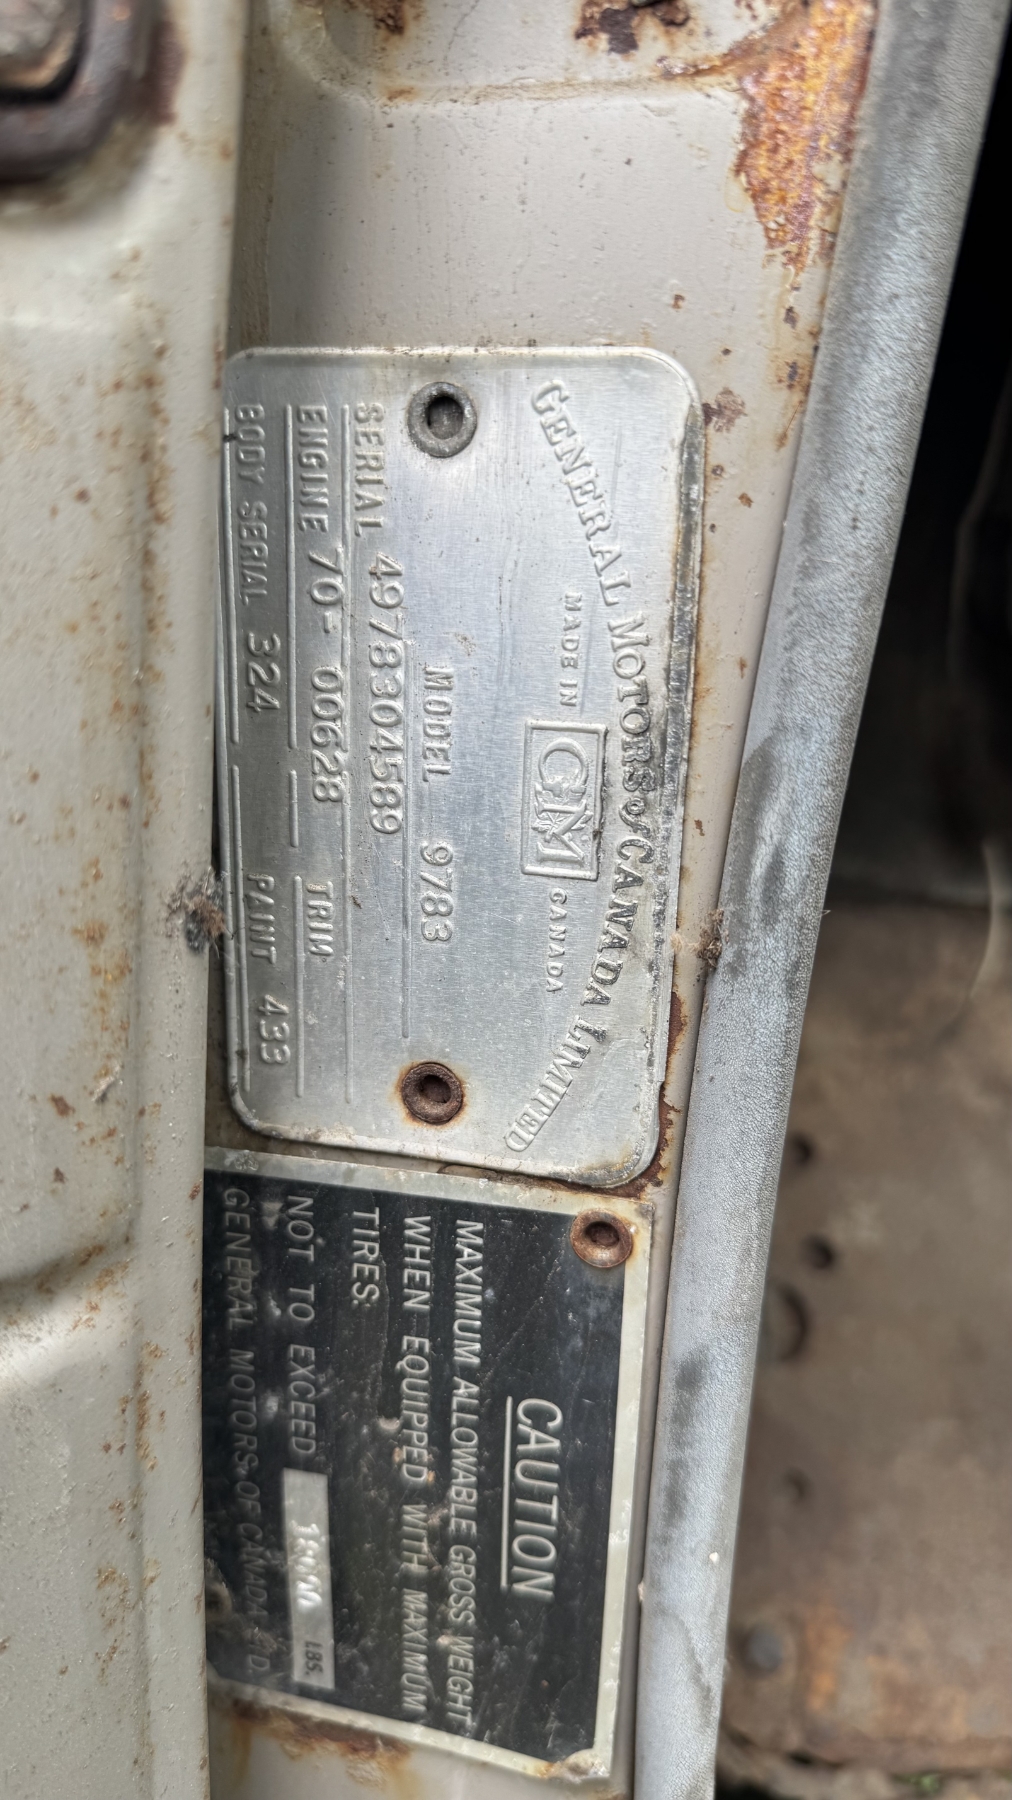 GENERAL MOTORS of CANADA LIMITED
MADE IN GM CANADA
MODEL 9783
SERIAL 4978304589
ENGINE 70-00628 TRIM
BODY SERIAL 324 PAINT 433
CAUTION
MAXIMUM ALLOWABLE GROSS WEIGHT
WHEN EQUIPPED WITH MAXIMUM
TIRES:
NOT TO EXCEED LBS.
GENERAL MOTORS OF CANADA LTD.